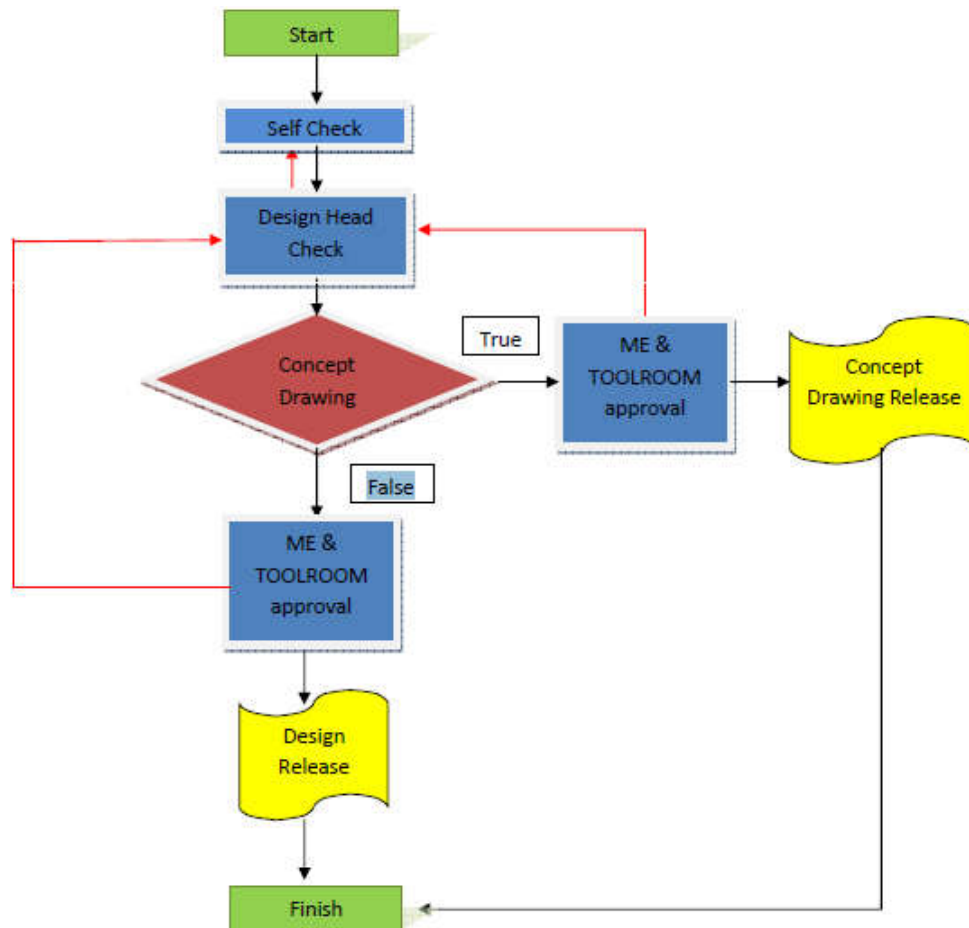 Start
Self Check
Design Head
Check
Concept
Drawing
True
ME &
TOOLROOM
approval
Concept
Drawing Release
False
ME &
TOOLROOM
approval
Design
Release
Finish